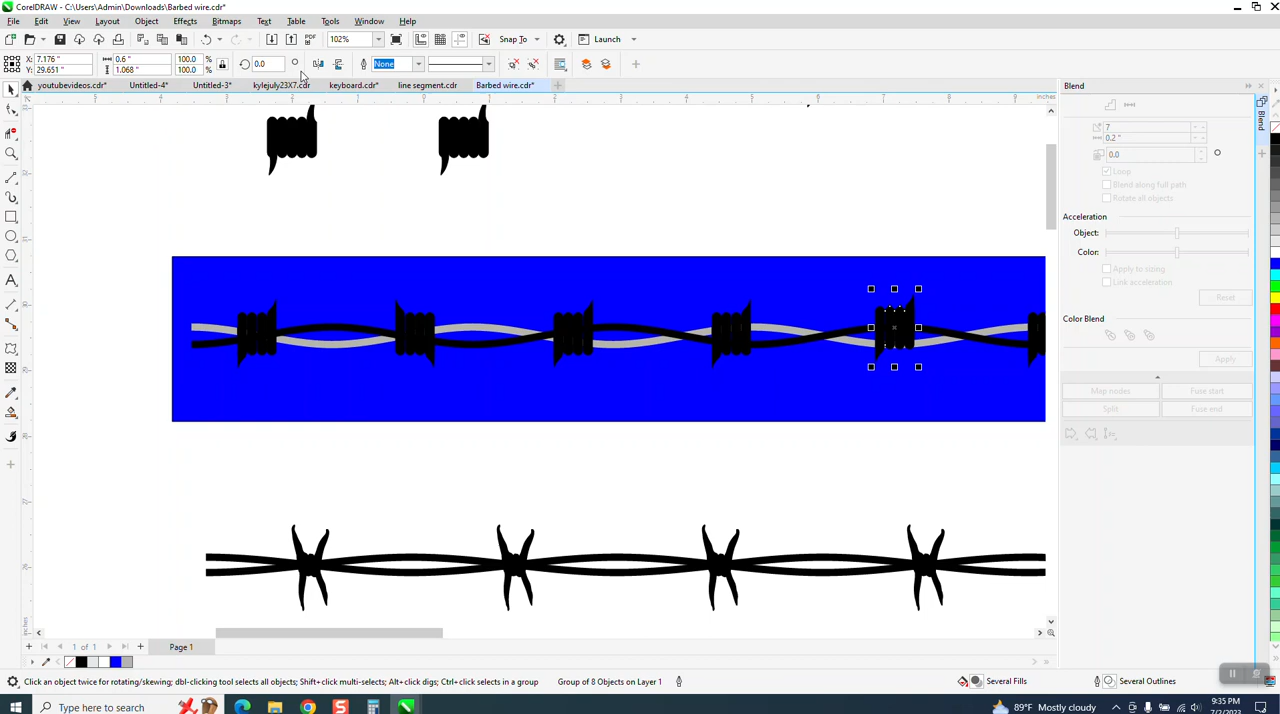 CorelDRAW - C:\Users\Admin\Downloads\Barbed wire.cdr*
File Edit View Layout Object Effects Bitmaps Text Table Tools Window Help
PDF 102% Snap To Launch
X: 7.176 " 0.6 " 100.0 % 0.0 None
Y: 29.651 " 1.068 " 100.0 %
youtubevideos.cdr* Untitled-4* Untitled-3* kylejuly23X7.cdr keyboard.cdr* line segment.cdr Barbed wire.cdr*
inches
Blend
7
0.2 "
0.0
Loop
Blend along full path
Rotate all objects
Acceleration
Object:
Color:
Apply to sizing
Link acceleration
Reset
Color Blend
Apply
Map nodes Fuse start
Split Fuse end
Blend
1 of 1 Page 1
Click an object twice for rotating/skewing; dbl-clicking tool selects all objects; Shift+click multi-selects; Alt+click digs; Ctrl+click selects in a group Group of 8 Objects on Layer 1 Several Fills Several Outlines
Type here to search 89°F Mostly cloudy 9:35 PM
7/2/2023